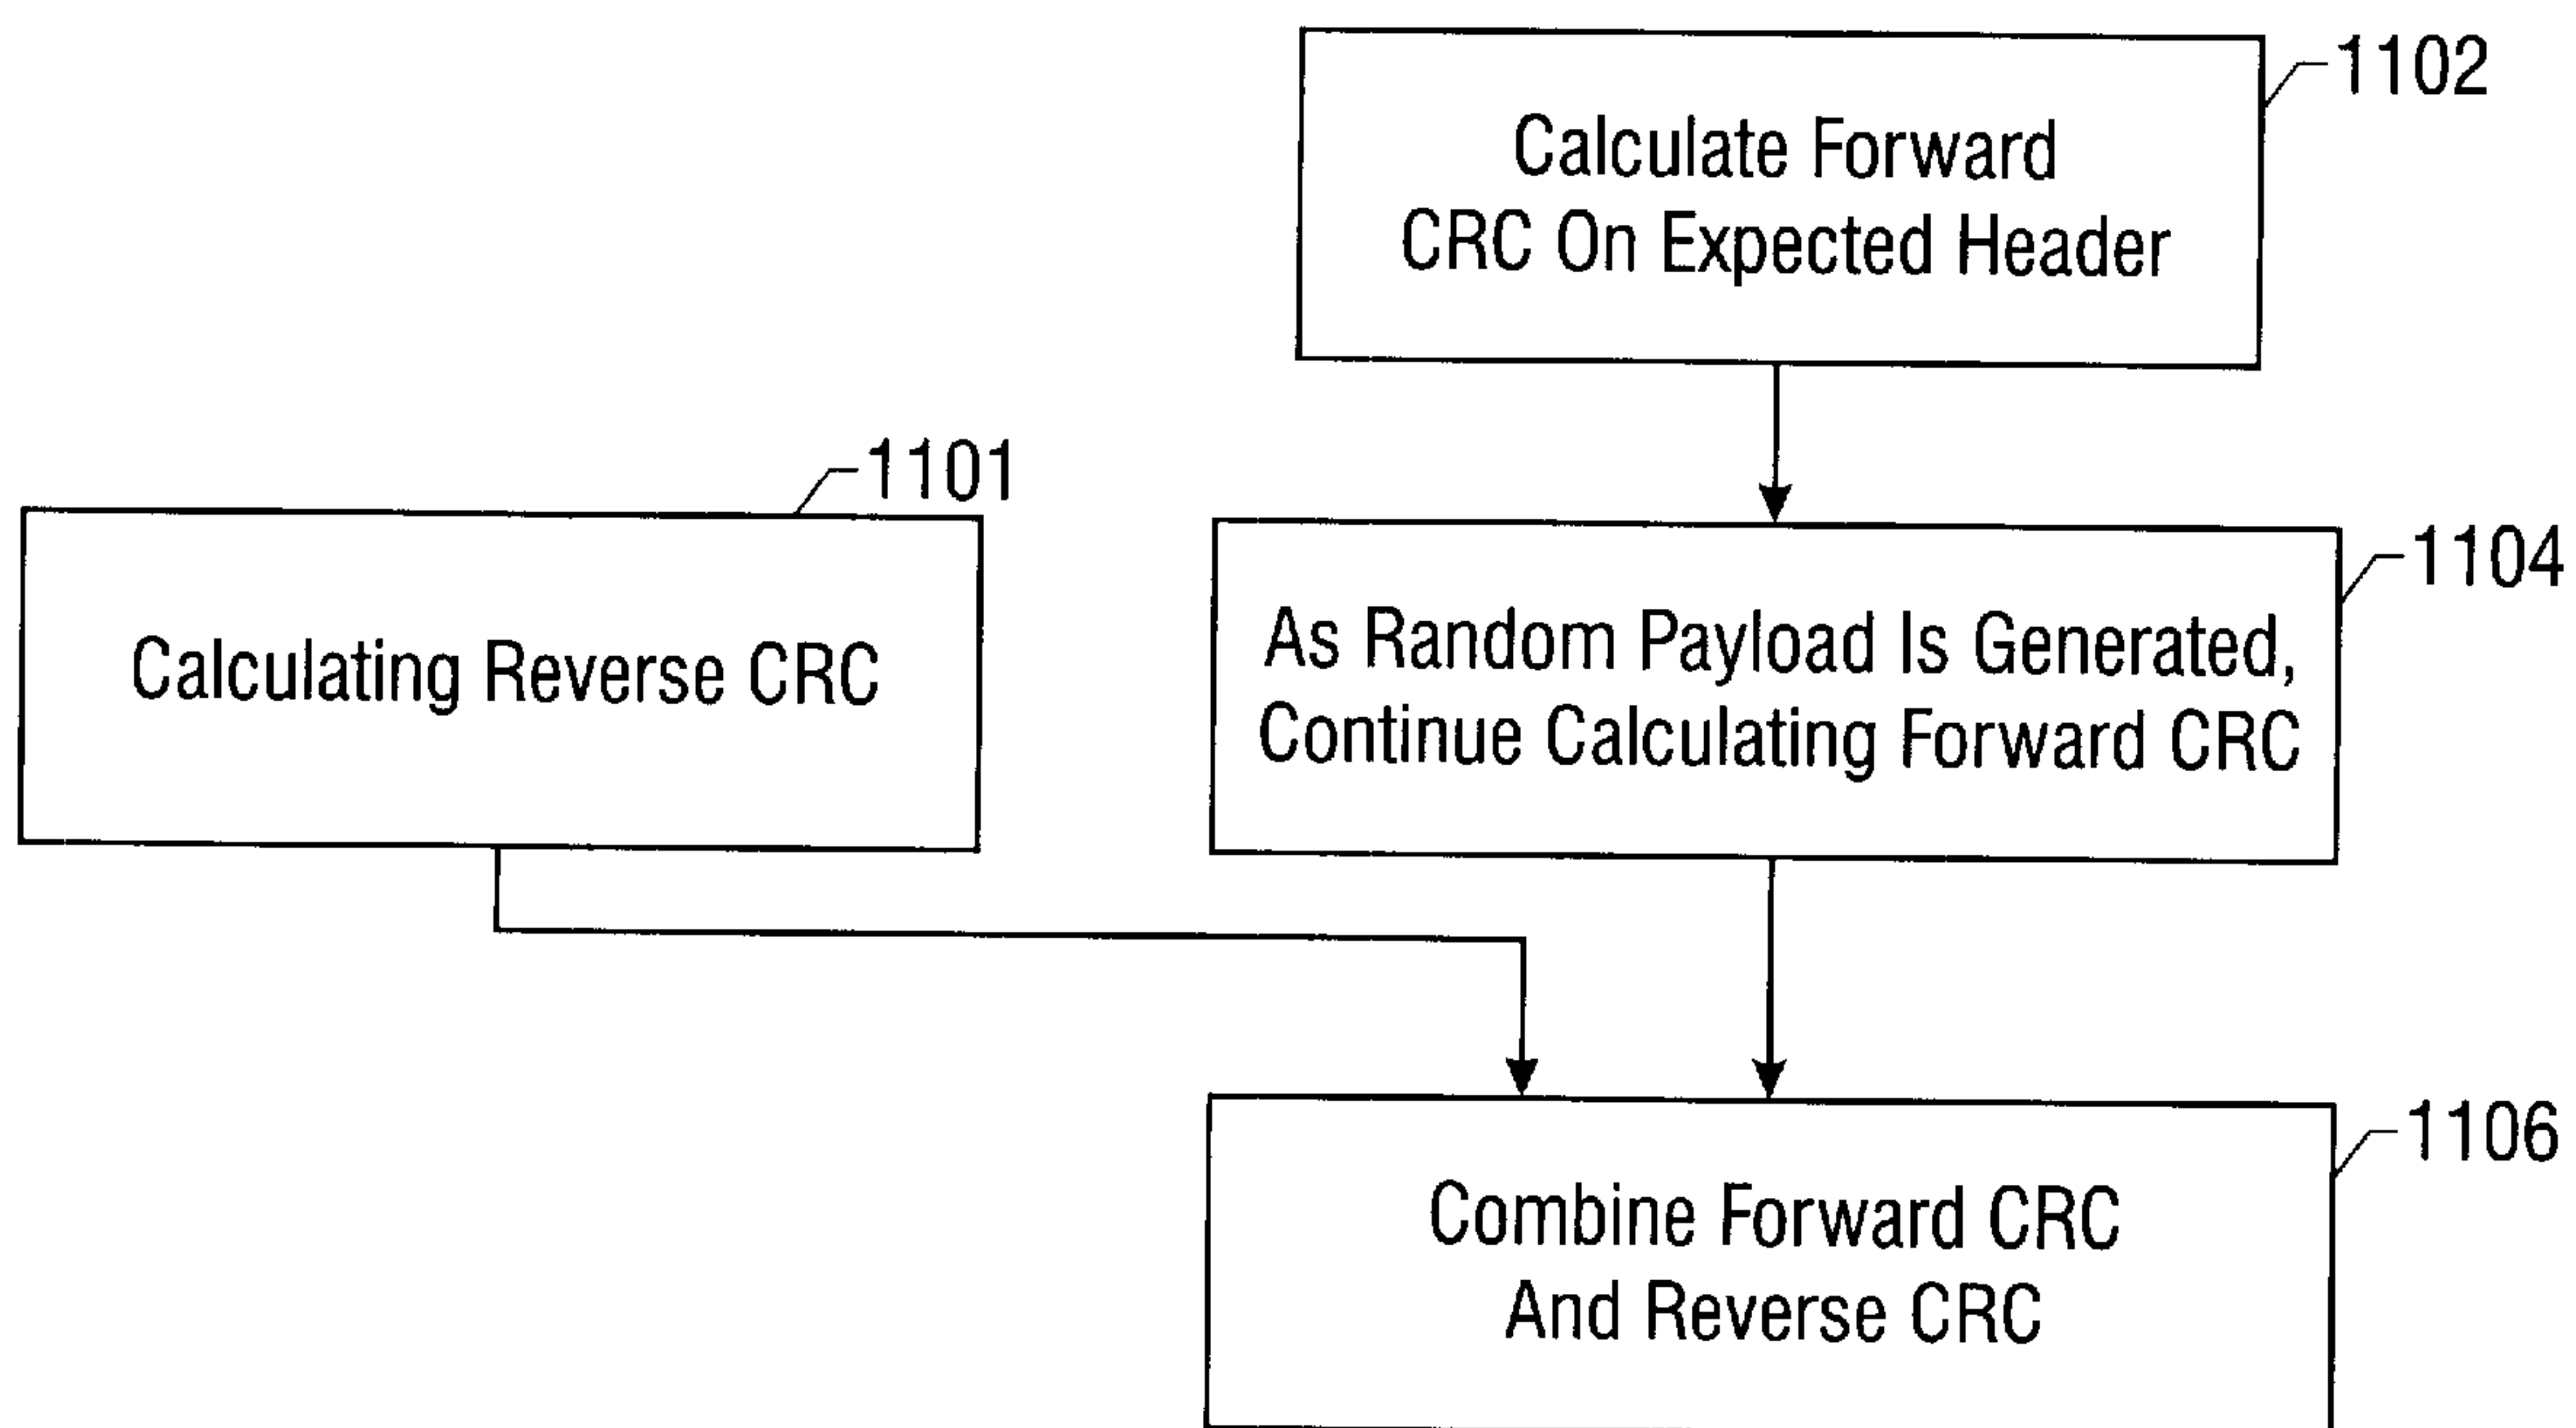 1102
Calculate Forward
CRC On Expected Header
1101
Calculating Reverse CRC
1104
As Random Payload Is Generated,
Continue Calculating Forward CRC
1106
Combine Forward CRC
And Reverse CRC